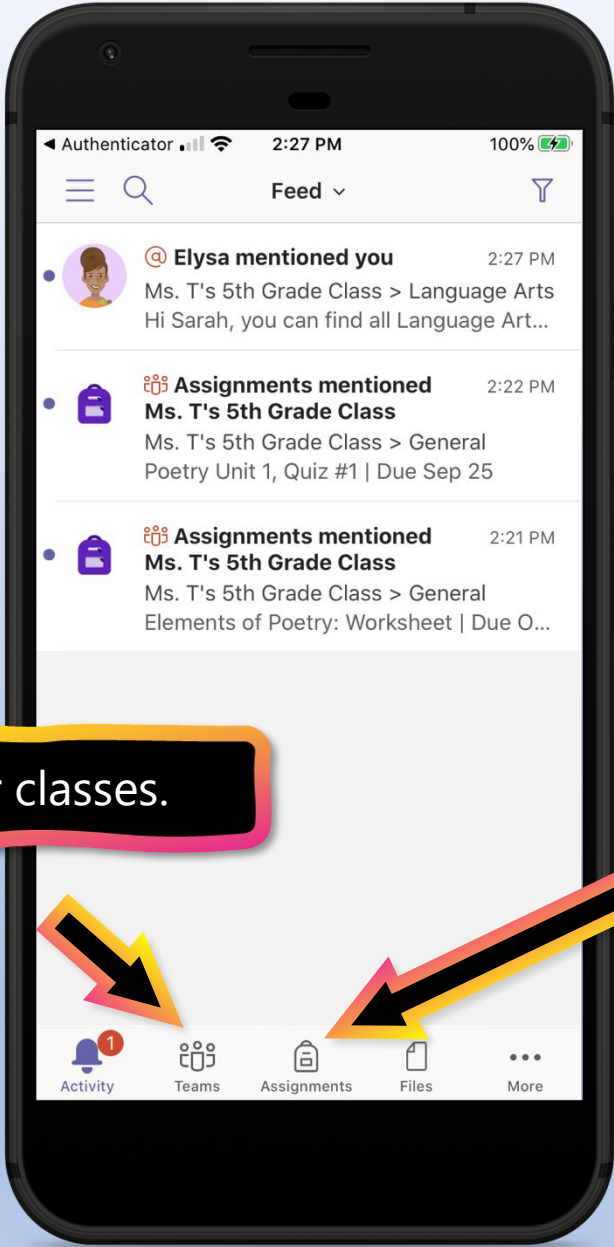 ◀ Authenticator 2:27 PM 100%
Feed
@ Elysa mentioned you 2:27 PM
Ms. T's 5th Grade Class > Language Arts
Hi Sarah, you can find all Language Art...
Assignments mentioned 2:22 PM
Ms. T's 5th Grade Class
Ms. T's 5th Grade Class > General
Poetry Unit 1, Quiz #1 | Due Sep 25
Assignments mentioned 2:21 PM
Ms. T's 5th Grade Class
Ms. T's 5th Grade Class > General
Elements of Poetry: Worksheet | Due O...
classes.
1
Activity Teams Assignments Files More